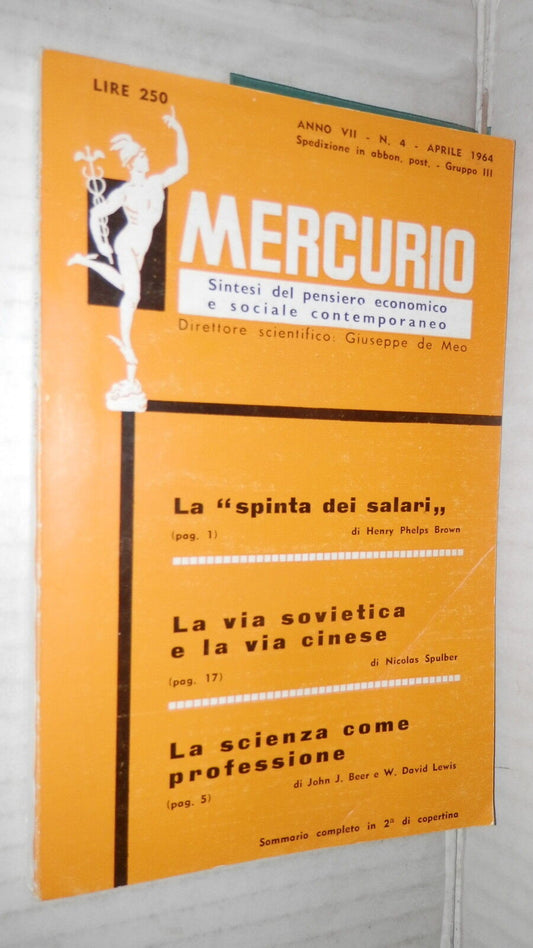 LIRE 250
ANNO VII - N. 4 - APRILE 1964
Spedizione in abbon. post. - Gruppo III
MERCURIO
Sintesi del pensiero economico
e sociale contemporaneo
Direttore scientifico: Giuseppe de Meo
La “spinta dei salari„
(pag. 1) di Henry Phelps Brown
La via sovietica
e la via cinese
di Nicolas Spulber
(pag. 17)
La scienza come
professione
di John J. Beer e W. David Lewis
(pag. 5)
Sommario completo in 2ª di copertina